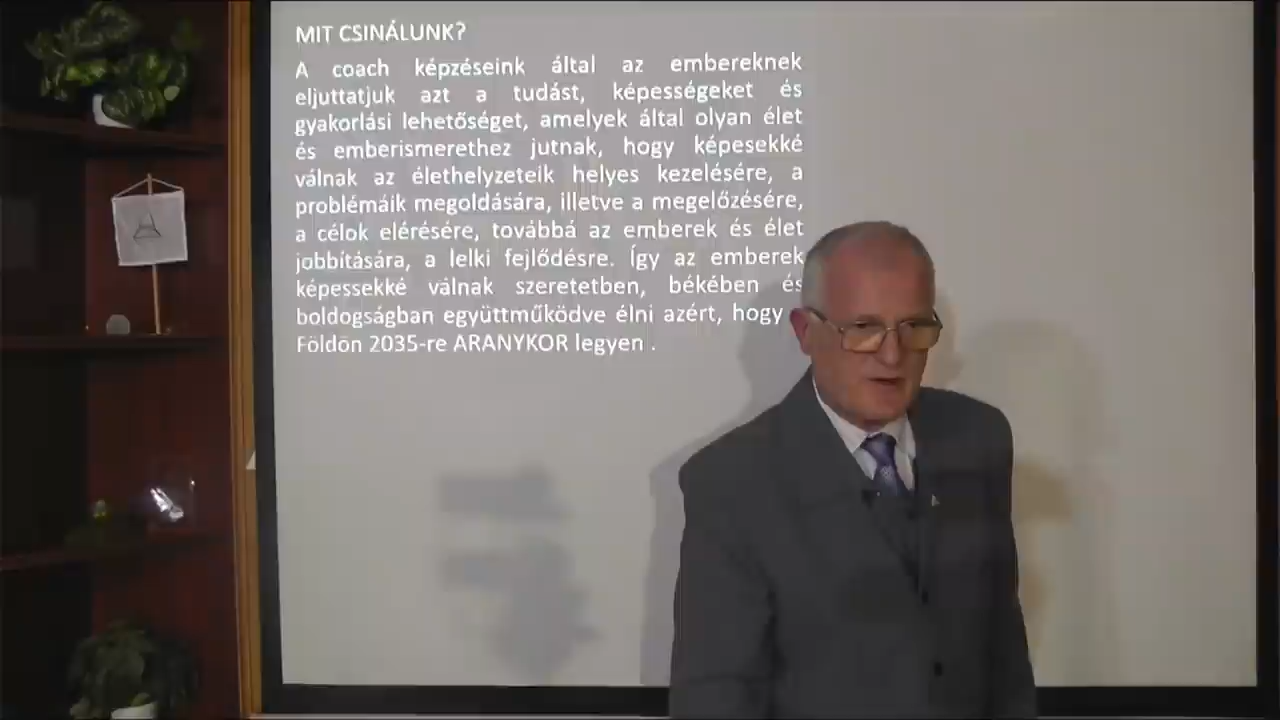 MIT CSINÁLUNK?
A coach képzéseink által az embereknek
eljuttatjuk azt a tudást, képességeket és
gyakorlási lehetőséget, amelyek által olyan élet
és emberismerethez jutnak, hogy képesekké
válnak az élethelyzeteik helyes kezelésére, a
problémáik megoldására, illetve a megelőzésére,
a célok elérésére, továbbá az emberek és élet
jobbítására, a lelki fejlődésre. Így az emberek
képessekké válnak szeretetben, békében és
boldogságban együttműködve élni azért, hogy
Földön 2035-re ARANYKOR legyen .